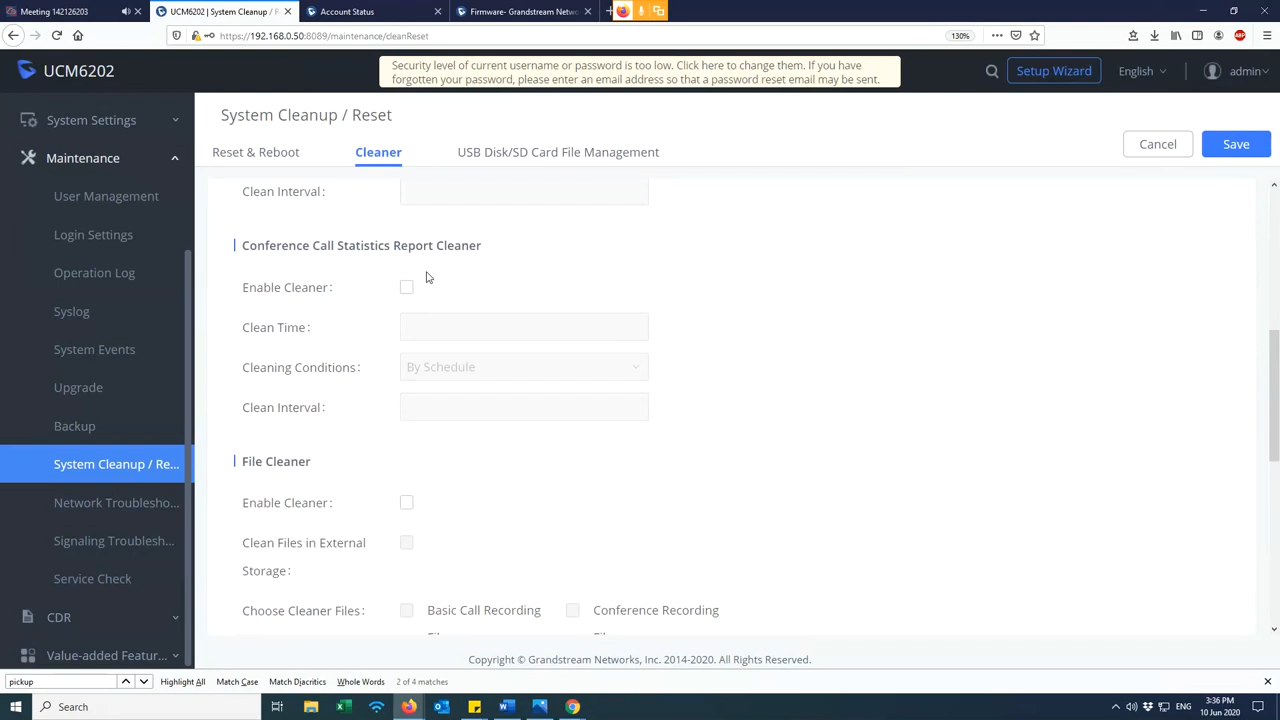 Meeting 142126203
UCM6202 | System Cleanup / R
Account Status
Firmware- Grandstream Netwo
https://192.168.0.50:8089/maintenance/cleanReset
130%
ABP
UCM6202
Security level of current username or password is too low. Click here to change them. If you have
forgotten your password, please enter an email address so that a password reset email may be sent.
Setup Wizard
English
admin
System Settings
Maintenance
User Management
Login Settings
Operation Log
Syslog
System Events
Upgrade
Backup
System Cleanup / Re...
Network Troublesho...
Signaling Troublesh...
Service Check
CDR
Value-added Featur...
System Cleanup / Reset
Reset & Reboot
Cleaner
USB Disk/SD Card File Management
Cancel
Save
Clean Interval:
Conference Call Statistics Report Cleaner
Enable Cleaner:
Clean Time:
Cleaning Conditions:
By Schedule
Clean Interval:
File Cleaner
Enable Cleaner:
Clean Files in External
Storage:
Choose Cleaner Files:
Basic Call Recording
Conference Recording
Copyright © Grandstream Networks, Inc. 2014-2020. All Rights Reserved.
pickup
Highlight All
Match Case
Match Diacritics
Whole Words
2 of 4 matches
Search
3:36 PM
10 Jun 2020